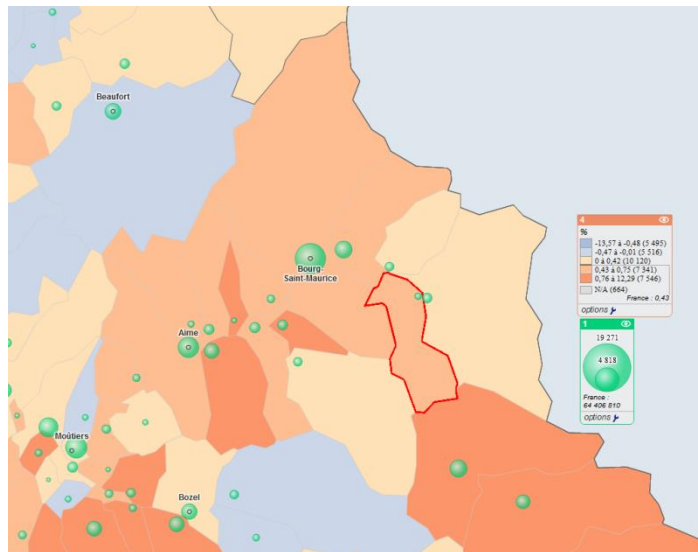 Beaufort
Bourg-
Saint-Maurice
Aime
Moûtiers
Bozel
4
%
-13,57 à -0,48 (5 495)
-0,47 à -0,01 (5 516)
0 à 0,42 (10 120)
0,43 à 0,75 (7 341)
0,76 à 12,29 (7 546)
N/A (664)
France : 0,43
options
1
19 271
4 818
France :
64 406 810
options